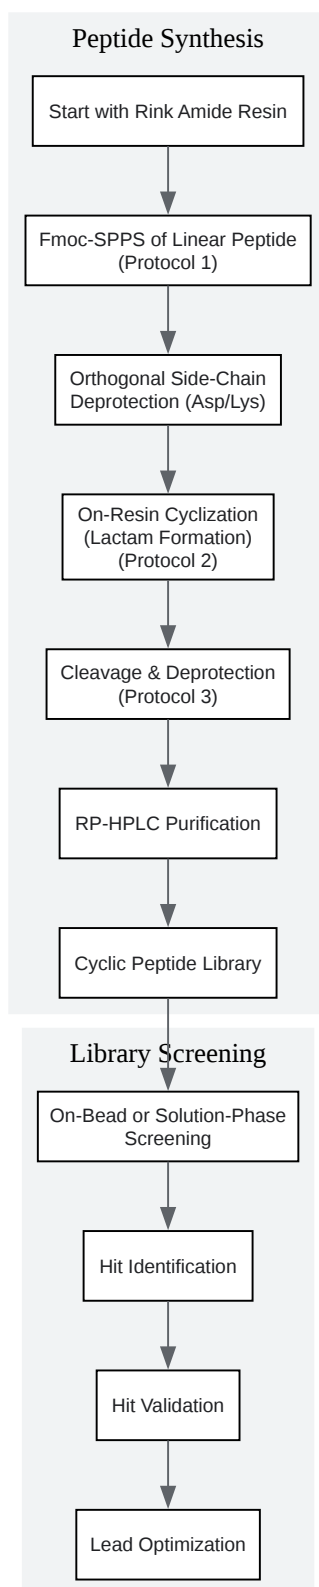 Peptide Synthesis
Start with Rink Amide Resin
Fmoc-SPPS of Linear Peptide
(Protocol 1)
Orthogonal Side-Chain
Deprotection (Asp/Lys)
On-Resin Cyclization
(Lactam Formation)
(Protocol 2)
Cleavage & Deprotection
(Protocol 3)
RP-HPLC Purification
Cyclic Peptide Library
Library Screening
On-Bead or Solution-Phase
Screening
Hit Identification
Hit Validation
Lead Optimization